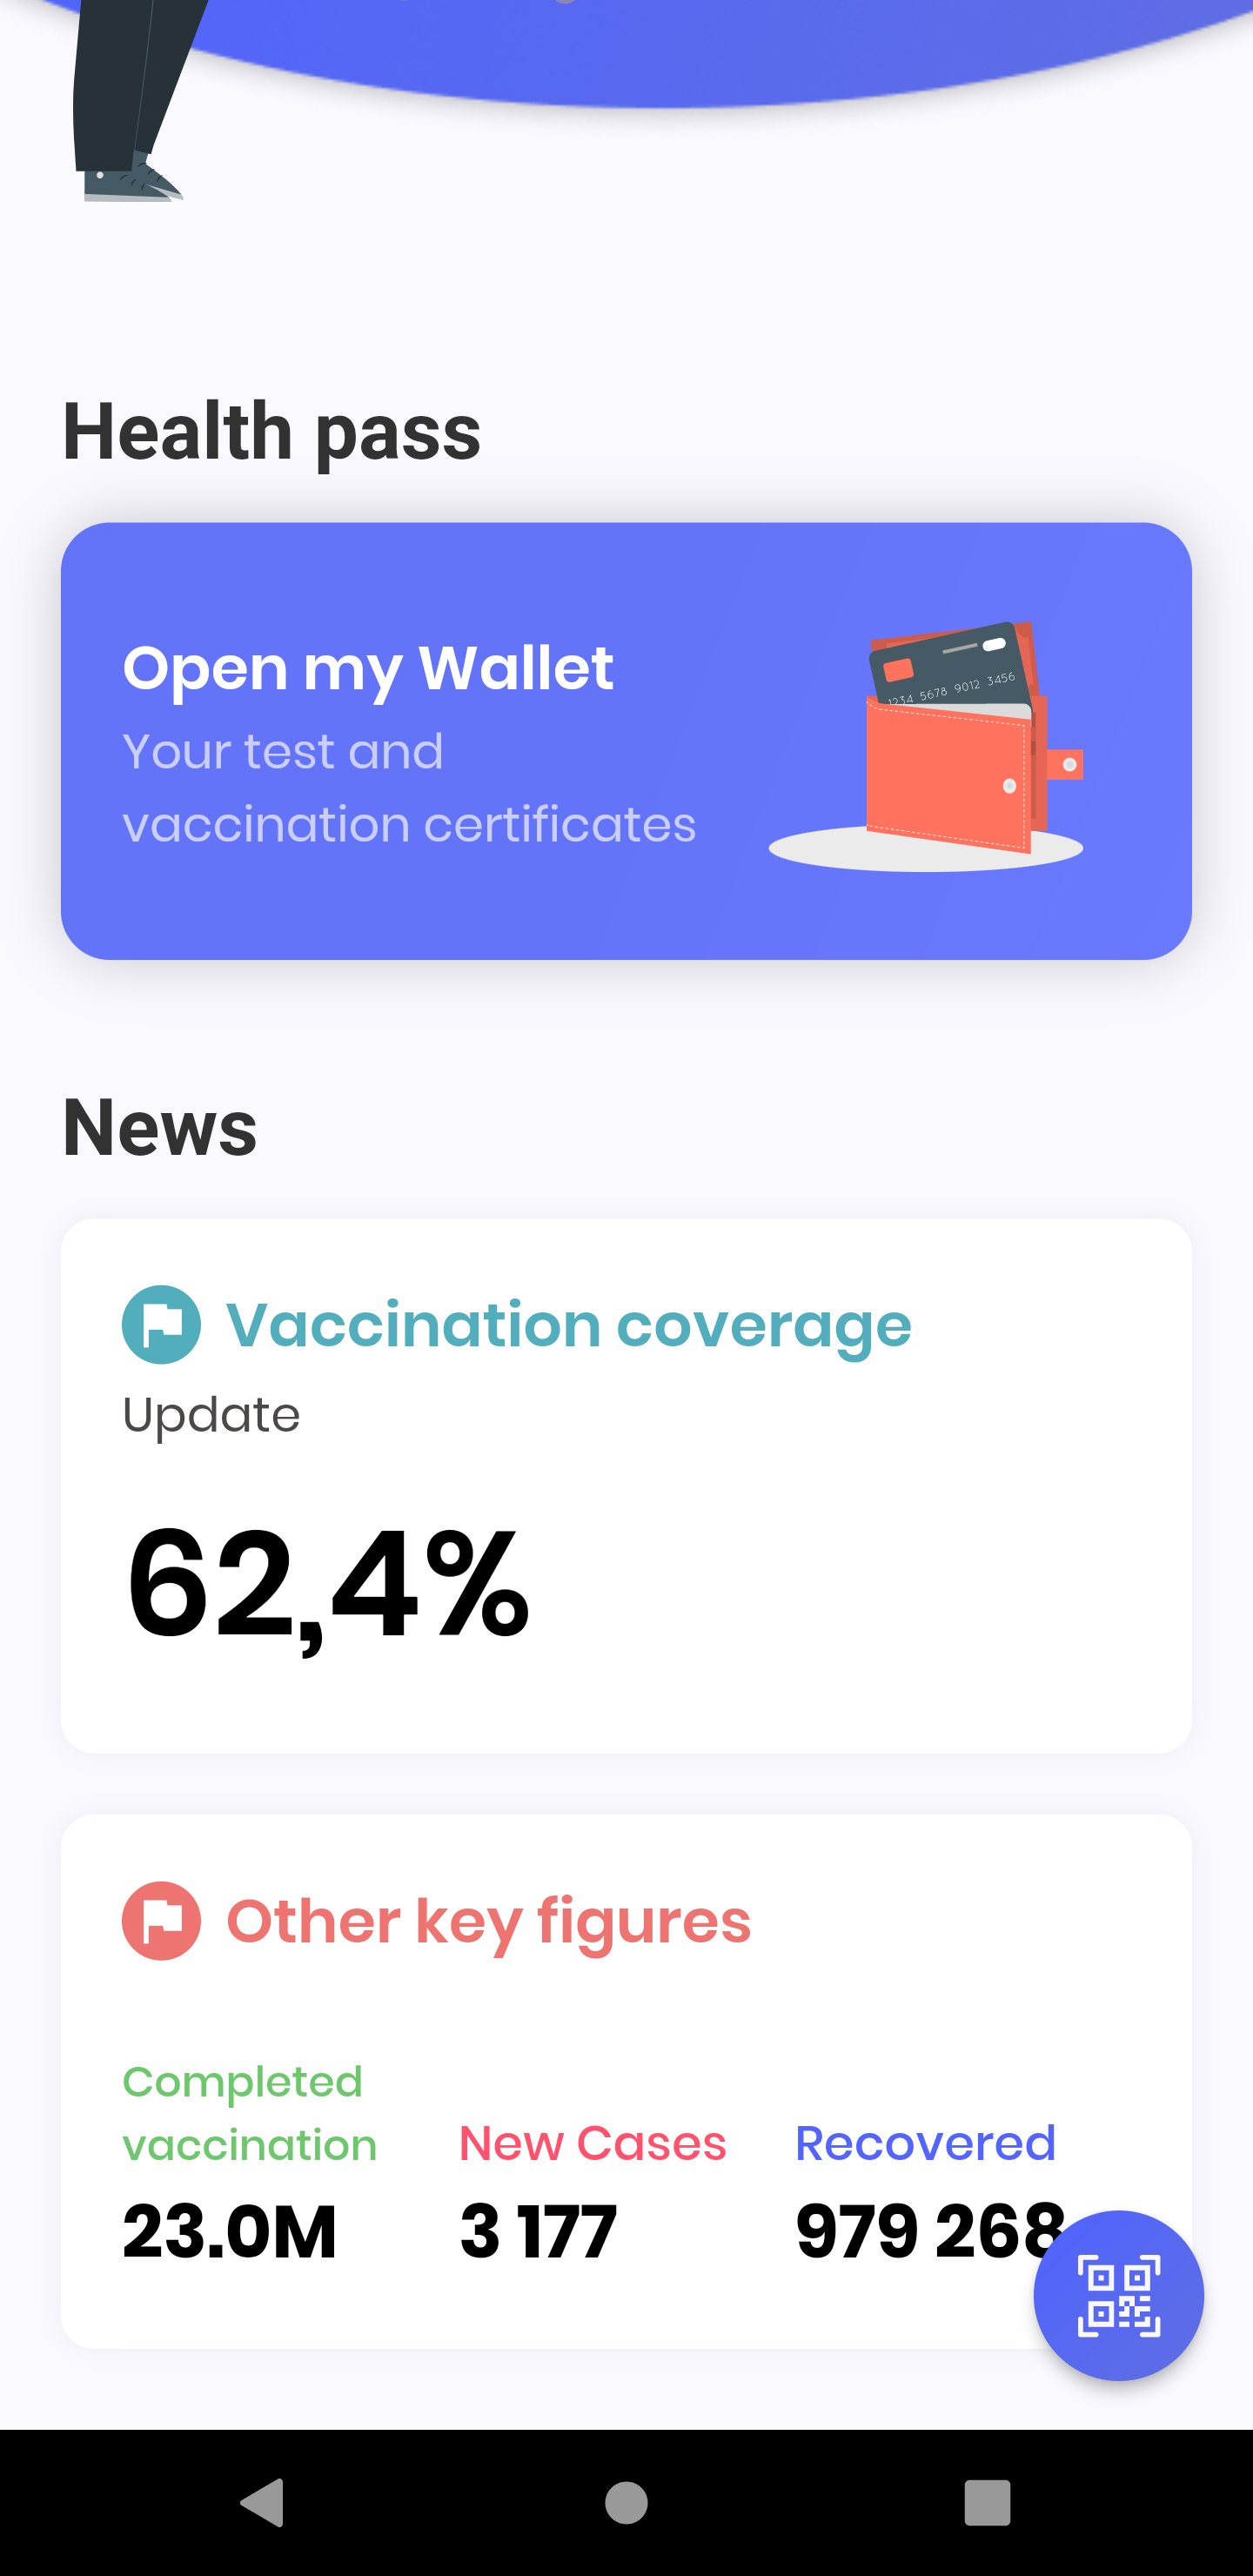 Health pass
Open my Wallet
Your test and
vaccination certificates
1234 5678 9012 3456
News
Vaccination coverage
Update
62,4%
Other key figures
Completed
vaccination
23.0M
New Cases
3 177
Recovered
979 268